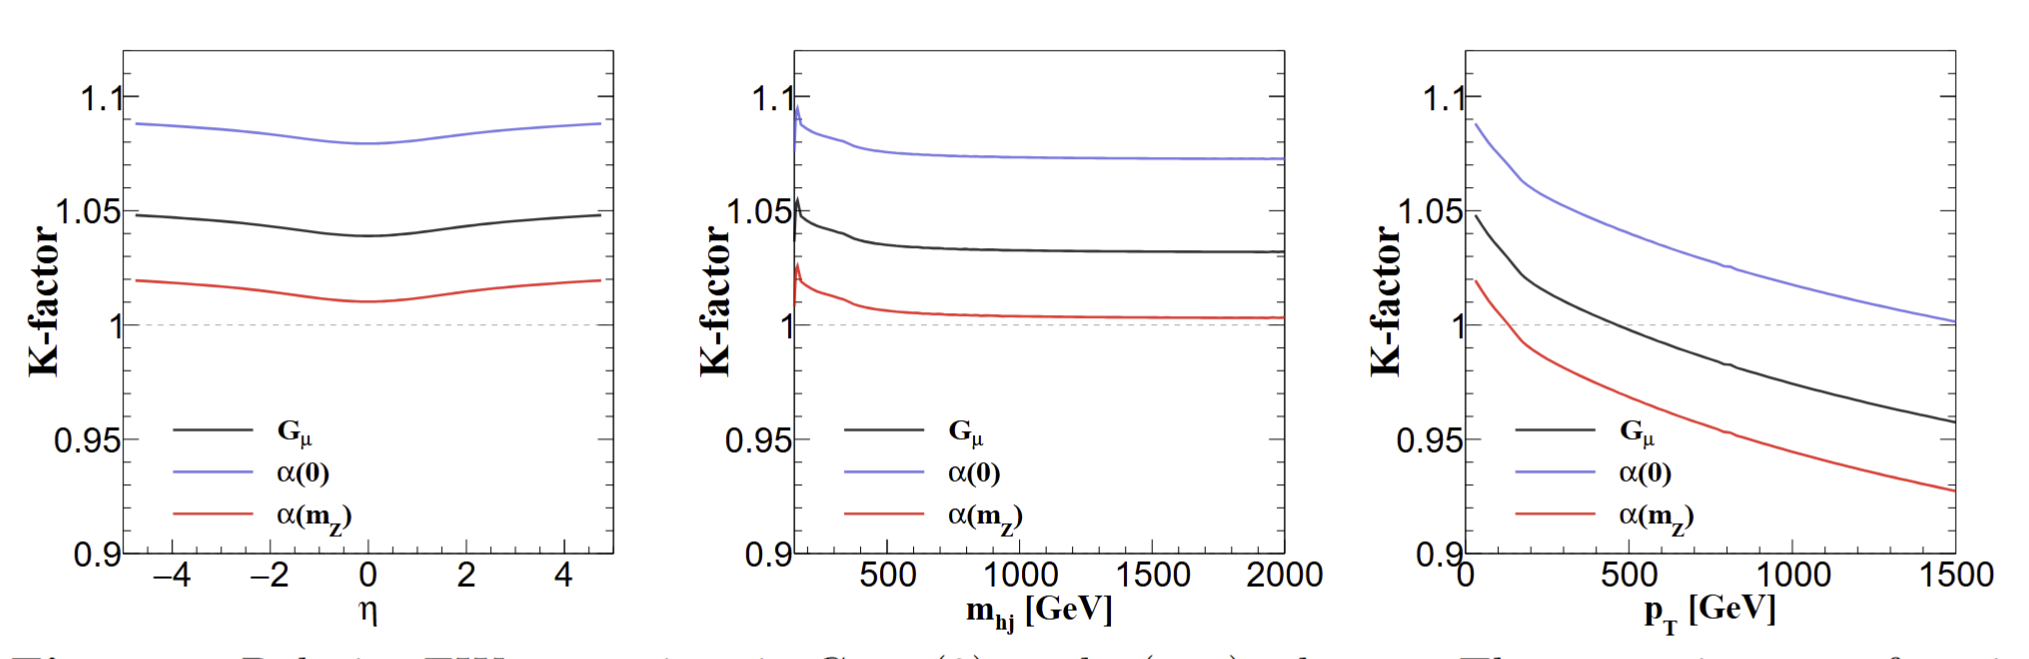 K-factor
1.1
1.05
1
0.95
0.9
Gμ
α(0)
α(mZ)
−4 −2 0 2 4
η
K-factor
1.1
1.05
1
0.95
0.9
Gμ
α(0)
α(mZ)
500 1000 1500 2000
mhj [GeV]
K-factor
1.1
1.05
1
0.95
0.9
Gμ
α(0)
α(mZ)
0 500 1000 1500
pT [GeV]